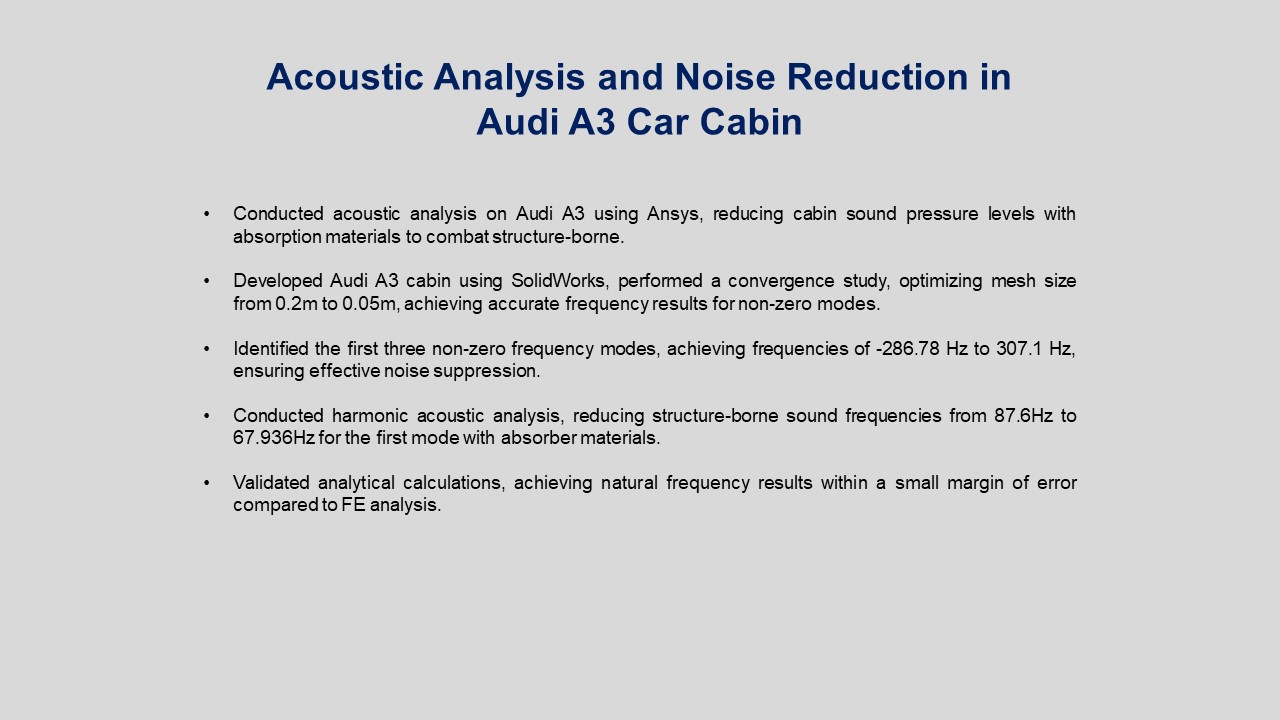 Acoustic Analysis and Noise Reduction in
Audi A3 Car Cabin
• Conducted acoustic analysis on Audi A3 using Ansys, reducing cabin sound pressure levels with
absorption materials to combat structure-borne.
• Developed Audi A3 cabin using SolidWorks, performed a convergence study, optimizing mesh size
from 0.2m to 0.05m, achieving accurate frequency results for non-zero modes.
• Identified the first three non-zero frequency modes, achieving frequencies of -286.78 Hz to 307.1 Hz,
ensuring effective noise suppression.
• Conducted harmonic acoustic analysis, reducing structure-borne sound frequencies from 87.6Hz to
67.936Hz for the first mode with absorber materials.
• Validated analytical calculations, achieving natural frequency results within a small margin of error
compared to FE analysis.